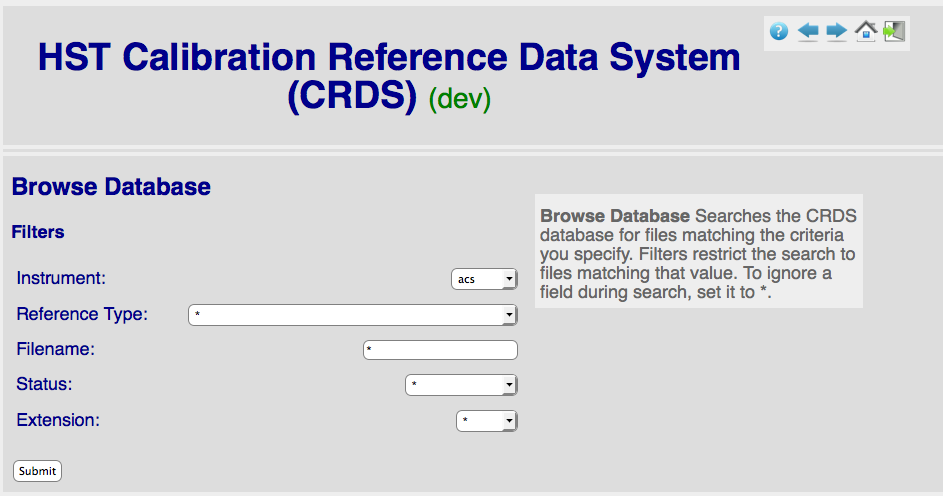 HST Calibration Reference Data System
(CRDS) (dev)
Browse Database
Browse Database Searches the CRDS
database for files matching the criteria
you specify. Filters restrict the search to
files matching that value. To ignore a
field during search, set it to *.
Filters
Instrument: acs
Reference Type: *
Filename: *
Status: *
Extension: *
Submit